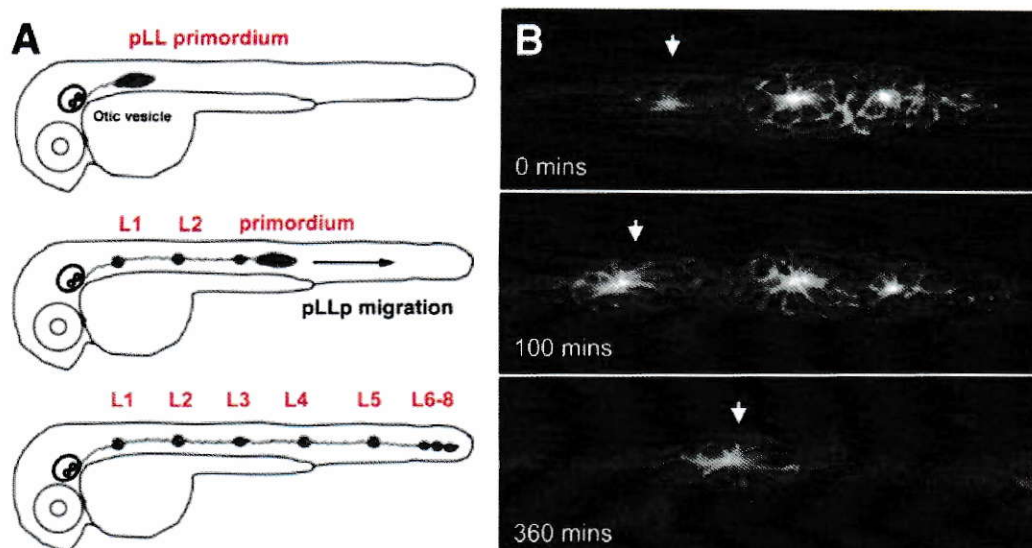 A
pLL primordium
Otic vesicle
L1 L2 primordium
pLLp migration
L1 L2 L3 L4 L5 L6-8
B
0 mins
100 mins
360 mins